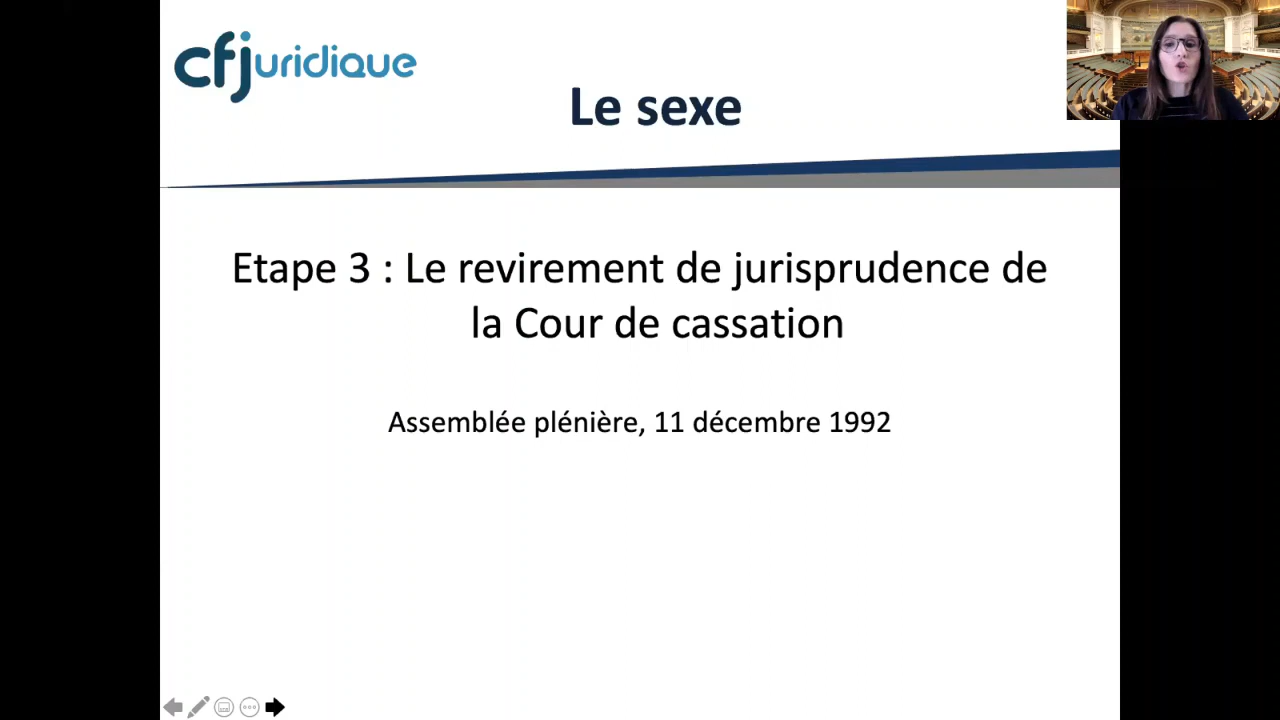 cfjuridique
Le sexe
Etape 3 : Le revirement de jurisprudence de
la Cour de cassation
Assemblée plénière, 11 décembre 1992